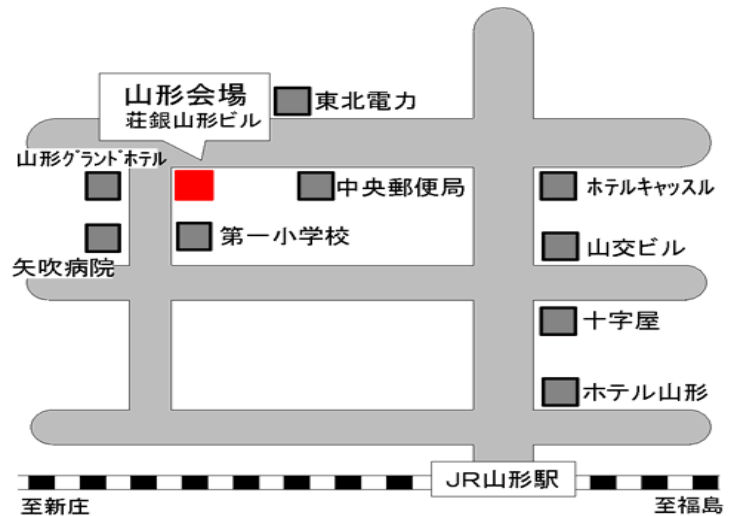 山形会場
荘銀山形ビル
東北電力
山形グランドホテル
中央郵便局
ホテルキャッスル
第一小学校
山交ビル
矢吹病院
十字屋
ホテル山形
JR山形駅
至新庄
至福島